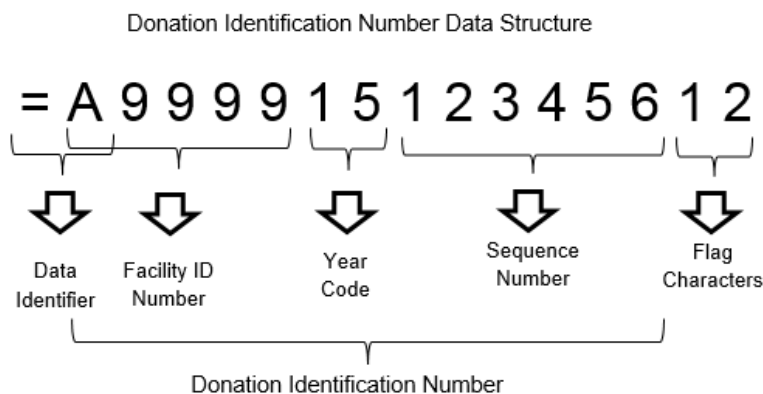 Donation Identification Number Data Structure
= A 9 9 9 9 1 5 1 2 3 4 5 6 1 2
Data
Identifier
Facility ID
Number
Year
Code
Sequence
Number
Flag
Characters
Donation Identification Number